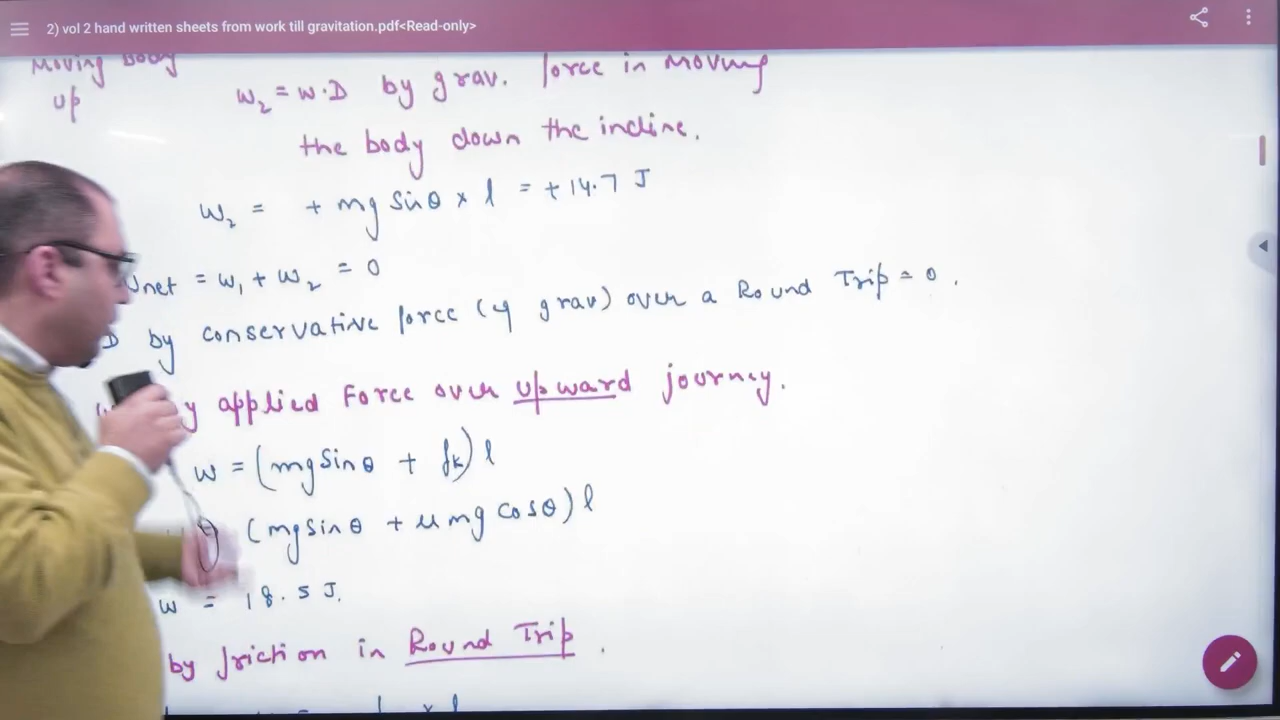 2) vol 2 hand written sheets from work till gravitation.pdf<Read-only>
Moving Body
up
w₂ = W.D by grav. force in moving
the body down the incline.
w₂ = + mg sinθ × l = +14.7 J
net = w₁ + w₂ = 0
D by conservative force (y grav) over a Round Trip = 0.
y applied Force over upward journey.
w = (mg sinθ + fk) l
(mg sinθ + μmg cosθ) l
w = 18.5 J.
by friction in Round Trip.